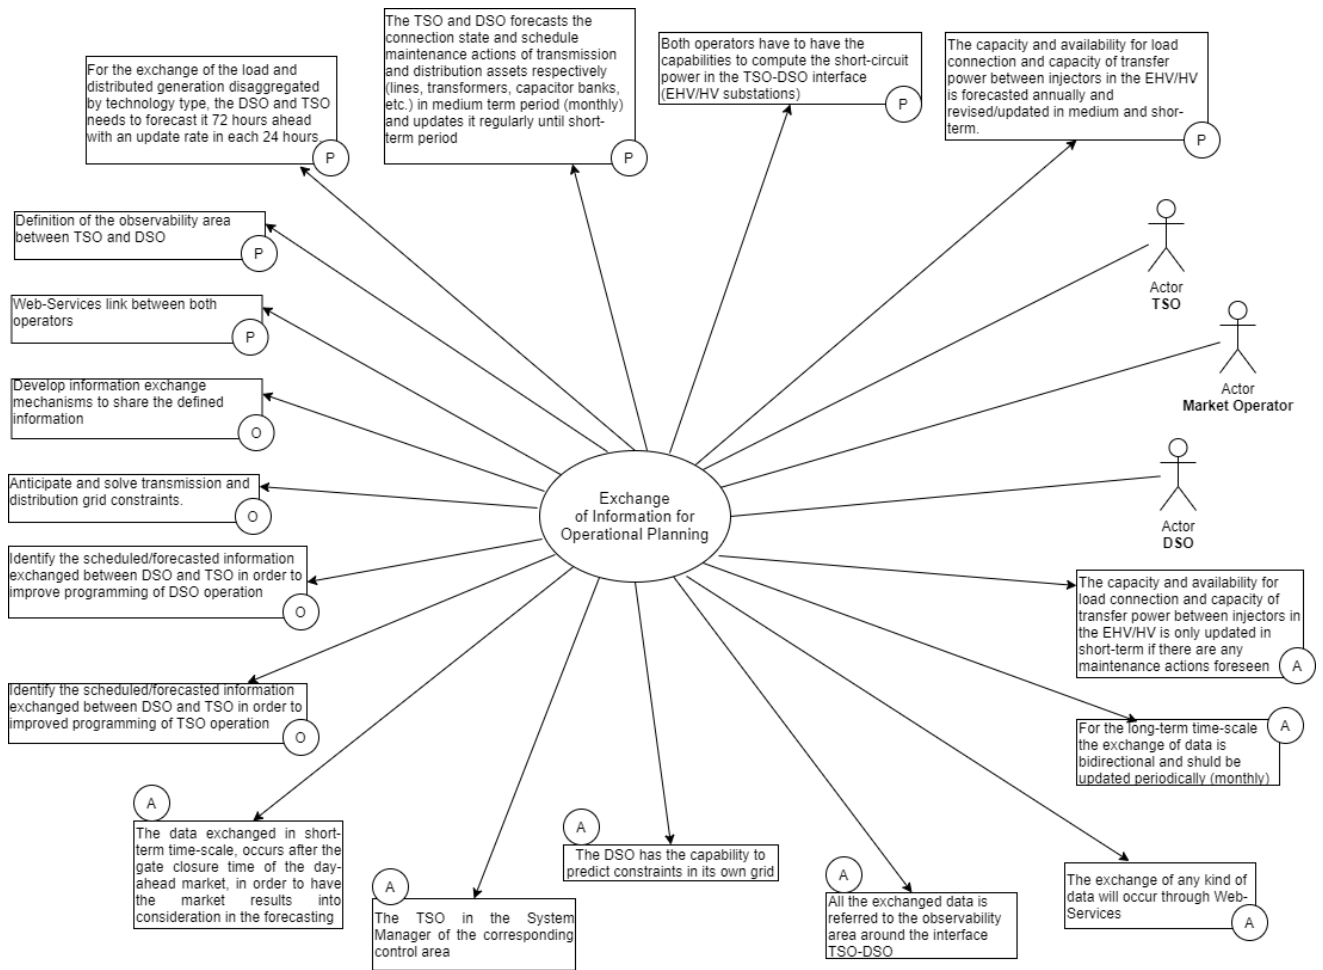 For the exchange of the load and
distributed generation disaggregated
by technology type, the DSO and TSO
needs to forecast it 72 hours ahead
with an update rate in each 24 hours.
P
The TSO and DSO forecasts the
connection state and schedule
maintenance actions of transmission
and distribution assets respectively
(lines, transformers, capacitor banks,
etc.) in medium term period (monthly)
and updates it regularly until short-
term period
P
Both operators have to have the
capabilities to compute the short-circuit
power in the TSO-DSO interface
(EHV/HV substations)
P
The capacity and availability for load
connection and capacity of transfer
power between injectors in the EHV/HV
is forecasted annually and
revised/updated in medium and shor-
term.
P
Definition of the observability area
between TSO and DSO
P
Web-Services link between both
operators
P
Develop information exchange
mechanisms to share the defined
information
O
Anticipate and solve transmission and
distribution grid constraints.
O
Identify the scheduled/forecasted information
exchanged between DSO and TSO in order to
improve programming of DSO operation
O
Identify the scheduled/forecasted information
exchanged between DSO and TSO in order to
improved programming of TSO operation
O
Exchange
of Information for
Operational Planning
Actor
TSO
Actor
Market Operator
Actor
DSO
The capacity and availability for
load connection and capacity of
transfer power between injectors in
the EHV/HV is only updated in
short-term if there are any
maintenance actions foreseen
A
For the long-term time-scale
the exchange of data is
bidirectional and shuld be
updated periodically (monthly)
A
A
The data exchanged in short-
term time-scale, occurs after the
gate closure time of the day-
ahead market, in order to have
the market results into
consideration in the forecasting
A
The TSO in the System
Manager of the corresponding
control area
A
The DSO has the capability to
predict constraints in its own grid
A
All the exchanged data is
referred to the observability
area around the interface
TSO-DSO
The exchange of any kind of
data will occur through Web-
Services
A